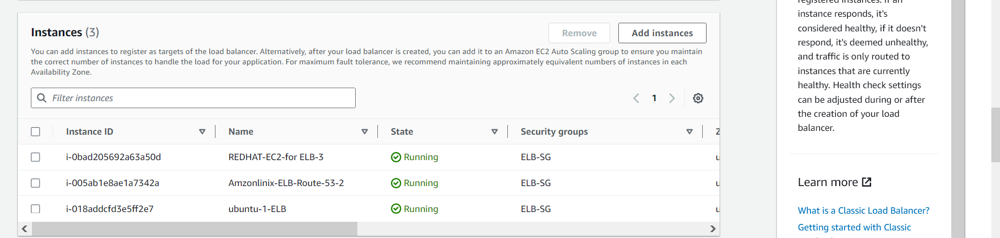 Instances (3)
Remove
Add instances
You can add instances to register as targets of the load balancer. Alternatively, after your load balancer is created, you can add it to an Amazon EC2 Auto Scaling group to ensure you maintain
the correct number of instances to handle the load for your application. For maximum fault tolerance, we recommend maintaining approximately equivalent numbers of instances in each
Availability Zone.
Filter instances
1
Instance ID Name State Security groups Z
i-0bad205692a63a50d REDHAT-EC2-for ELB-3 Running ELB-SG u
i-005ab1e8ae1a7342a Amzonlinix-ELB-Route-53-2 Running ELB-SG u
i-018addcfd3e5ff2e7 ubuntu-1-ELB Running ELB-SG u
registered instances. If an
instance responds, it's
considered healthy, if it doesn't
respond, it's deemed unhealthy,
and traffic is only routed to
instances that are currently
healthy. Health check settings
can be adjusted during or after
the creation of your load
balancer.
Learn more
What is a Classic Load Balancer?
Getting started with Classic